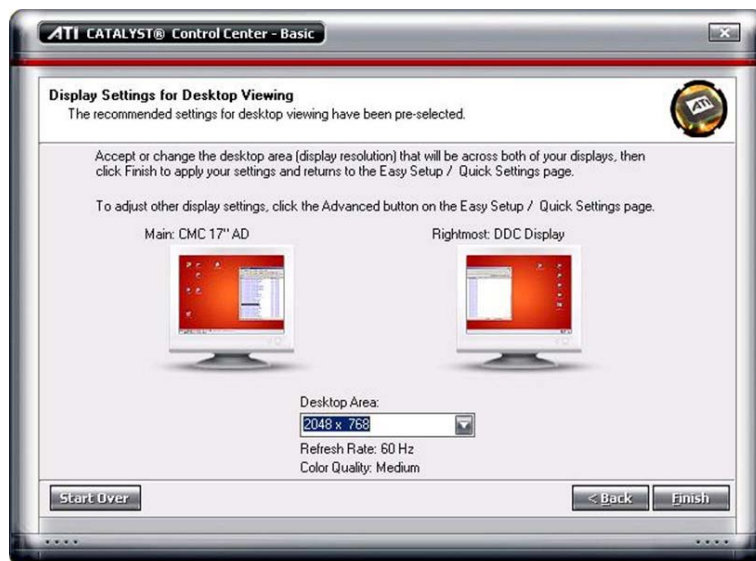 ATI CATALYST® Control Center - Basic
Display Settings for Desktop Viewing
The recommended settings for desktop viewing have been pre-selected.
ATI
Accept or change the desktop area (display resolution) that will be across both of your displays, then
click Finish to apply your settings and returns to the Easy Setup / Quick Settings page.
To adjust other display settings, click the Advanced button on the Easy Setup / Quick Settings page.
Main: CMC 17" AD
Rightmost: DDC Display
Desktop Area:
2048 x 768
Refresh Rate: 60 Hz
Color Quality: Medium
Start Over
< Back
Finish